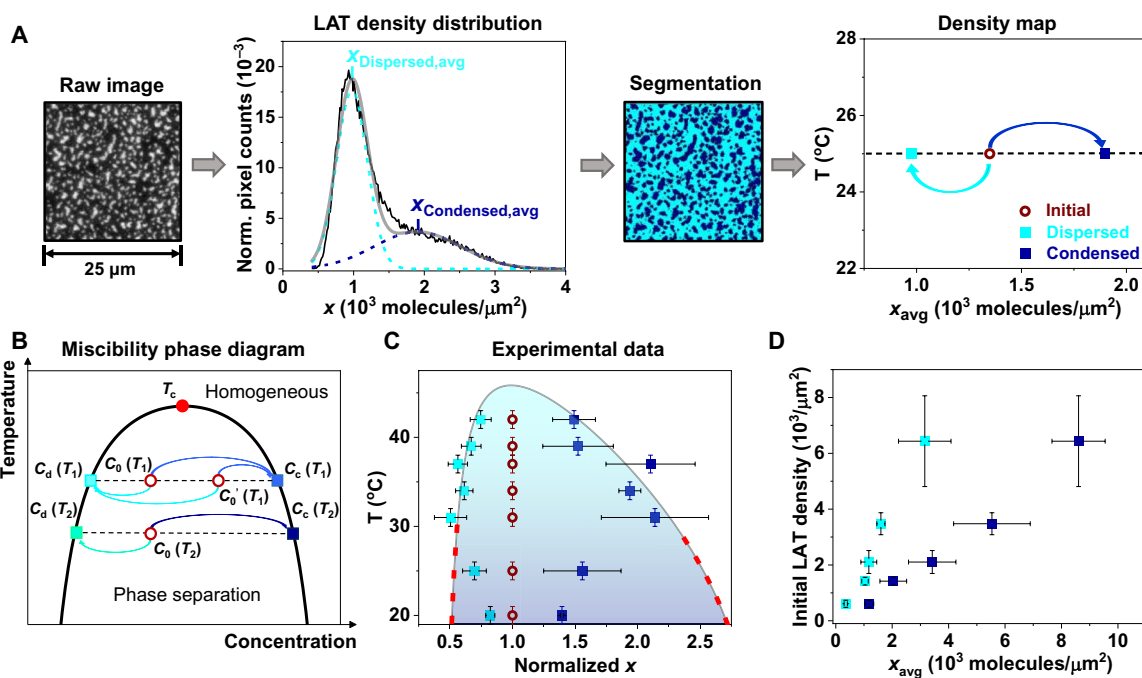 A
Raw image
25 μm
LAT density distribution
Norm. pixel counts (10⁻³)
20
15
10
5
0
xDispersed,avg
xCondensed,avg
0 1 2 3 4
x (10³ molecules/μm²)
Segmentation
Density map
T (°C)
28
26
24
22
Initial
Dispersed
Condensed
1.0 1.5 2.0
xavg (10³ molecules/μm²)
B
Miscibility phase diagram
Temperature
Tc
Homogeneous
Cd (T1)
C0 (T1)
C0' (T1)
Cc (T1)
Cd (T2)
C0 (T2)
Cc (T2)
Phase separation
Concentration
C
Experimental data
T (°C)
40
30
20
0.5 1.0 1.5 2.0 2.5
Normalized x
D
Initial LAT density (10³/μm²)
8
6
4
2
0
0 2 4 6 8 10
xavg (10³ molecules/μm²)